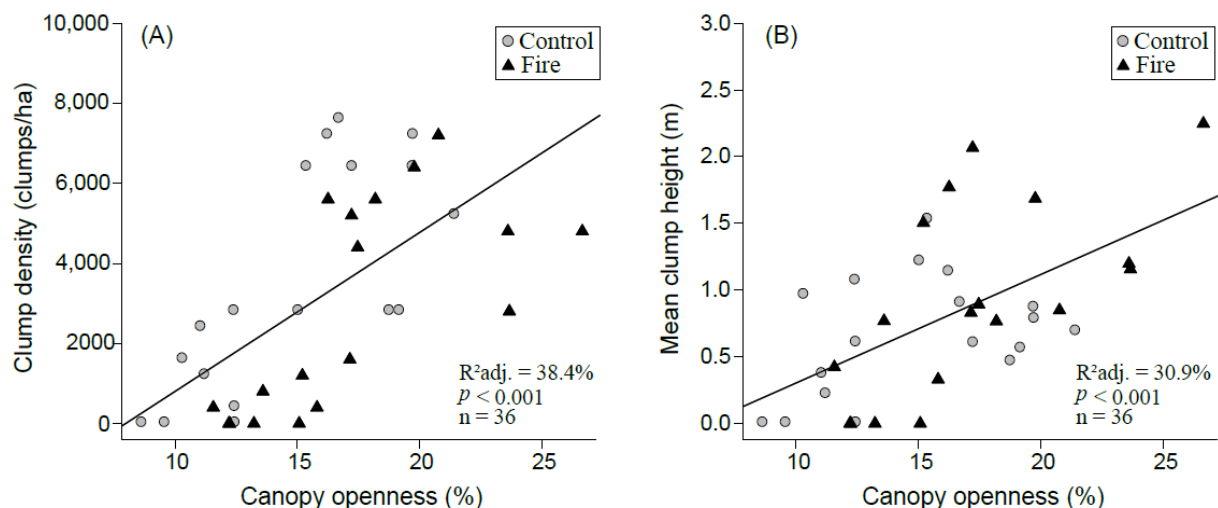 (A)
Control
Fire
Clump density (clumps/ha)
10,000
8,000
6,000
4,000
2000
0
R²adj. = 38.4%
p < 0.001
n = 36
10 15 20 25
Canopy openness (%)
(B)
Control
Fire
Mean clump height (m)
3.0
2.5
2.0
1.5
1.0
0.5
0.0
R²adj. = 30.9%
p < 0.001
n = 36
10 15 20 25
Canopy openness (%)